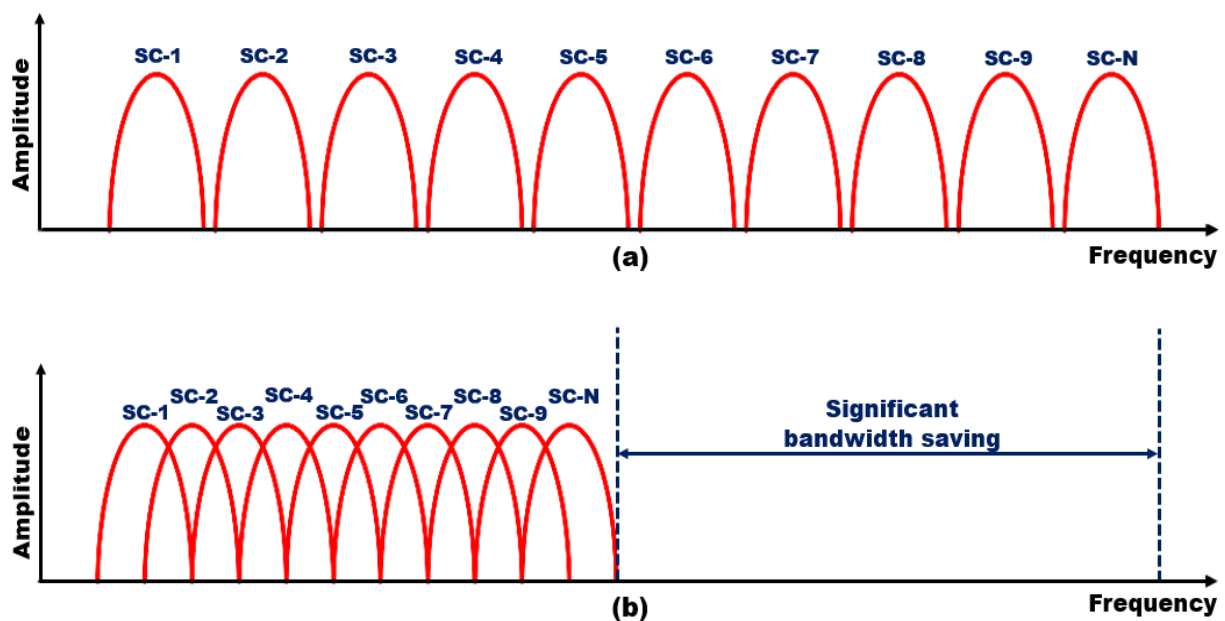 SC-1 SC-2 SC-3 SC-4 SC-5 SC-6 SC-7 SC-8 SC-9 SC-N
Amplitude
(a)
Frequency
SC-2 SC-4 SC-6 SC-8 SC-N
SC-1 SC-3 SC-5 SC-7 SC-9
Significant
bandwidth saving
Amplitude
(b)
Frequency